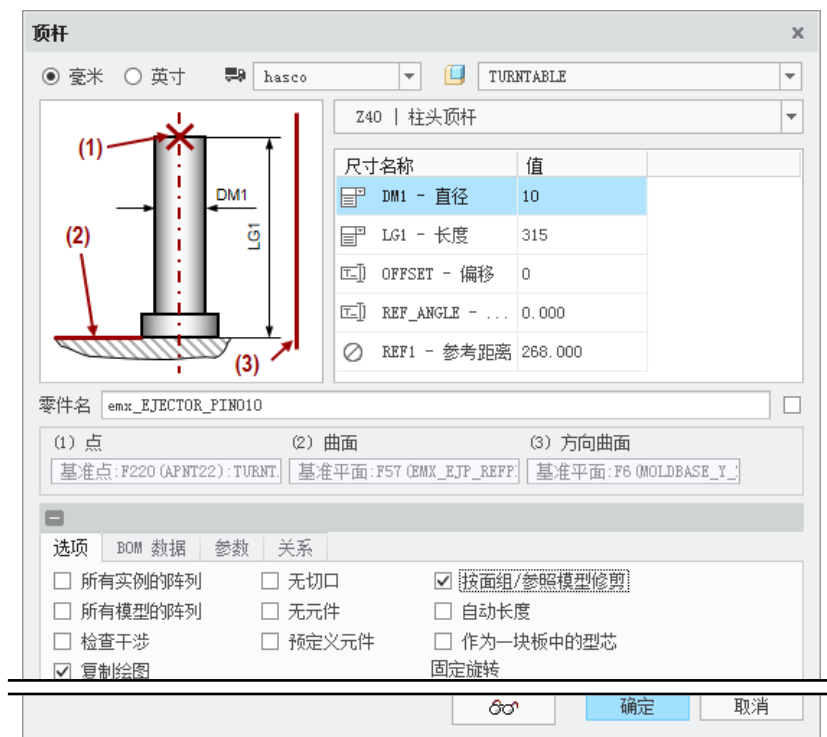 顶杆
毫米 英寸 hasco TURNTABLE
Z40 | 柱头顶杆
(1)
DM1
(2)
LG1
(3)
尺寸名称 值
DM1 - 直径 10
LG1 - 长度 315
OFFSET - 偏移 0
REF_ANGLE - ... 0.000
REF1 - 参考距离 268.000
零件名 emx_EJECTOR_PIN010
(1) 点 (2) 曲面 (3) 方向曲面
基准点:F220(APNT22):TURNT. 基准平面:F57(EMX_EJP_REFP. 基准平面:F6(MOLDBASE_Y_
选项 BOM 数据 参数 关系
所有实例的阵列 无切口 按面组/参照模型修剪
所有模型的阵列 无元件 自动长度
检查干涉 预定义元件 作为一块板中的型芯
复制绘图 固定旋转
确定 取消